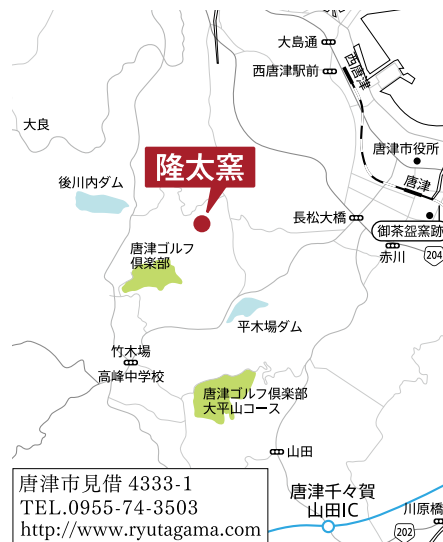 大島通
西唐津駅前
西唐津
大良
唐津市役所
隆太窯
唐津
後川内ダム
長松大橋
御茶盌窯跡
赤川
204
唐津ゴルフ
倶楽部
平木場ダム
竹木場
高峰中学校
唐津ゴルフ倶楽部
大平山コース
山田
唐津千々賀
山田IC
川原橋
202
唐津市見借 4333-1
TEL.0955-74-3503
http://www.ryutagama.com